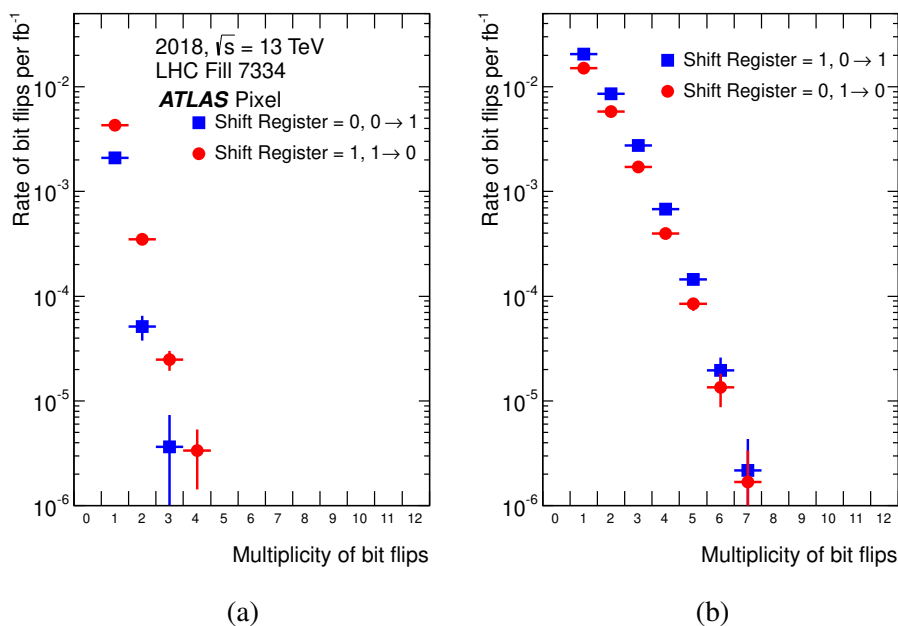 Rate of bit flips per fb⁻¹
10⁻²
10⁻³
10⁻⁴
10⁻⁵
10⁻⁶
2018, √s = 13 TeV
LHC Fill 7334
ATLAS Pixel
Shift Register = 0, 0→1
Shift Register = 1, 1→0
0 1 2 3 4 5 6 7 8 9 10 11 12
Multiplicity of bit flips
(a)
Rate of bit flips per fb⁻¹
10⁻²
10⁻³
10⁻⁴
10⁻⁵
10⁻⁶
Shift Register = 1, 0→1
Shift Register = 0, 1→0
0 1 2 3 4 5 6 7 8 9 10 11 12
Multiplicity of bit flips
(b)